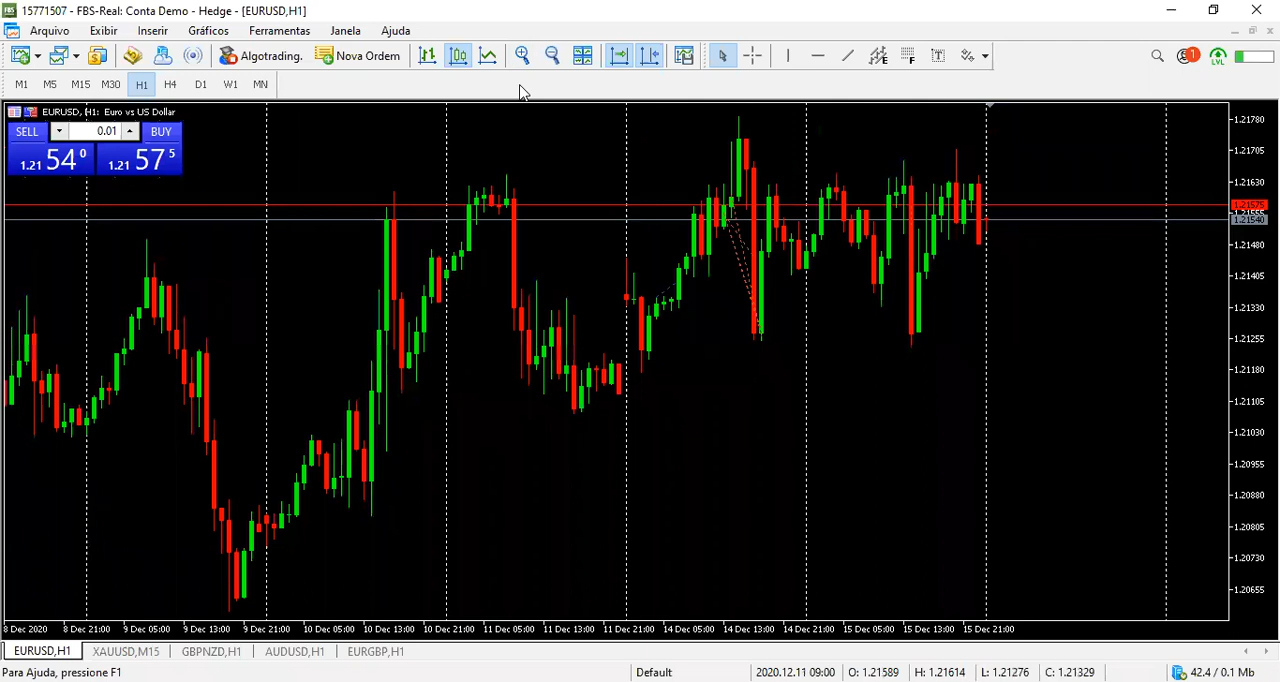 15771507 - FBS-Real: Conta Demo - Hedge - [EURUSD,H1]
Arquivo Exibir Inserir Gráficos Ferramentas Janela Ajuda
Algotrading. Nova Ordem E F T 1 LVL
M1 M5 M15 M30 H1 H4 D1 W1 MN
EURUSD, H1: Euro vs US Dollar
SELL 0.01 BUY
1.21 54 0 1.21 57 5
1.21780
1.21705
1.21630
1.21575
1.21555
1.21540
1.21480
1.21405
1.21330
1.21255
1.21180
1.21105
1.21030
1.20955
1.20880
1.20805
1.20730
1.20655
8 Dec 2020 8 Dec 21:00 9 Dec 05:00 9 Dec 13:00 9 Dec 21:00 10 Dec 05:00 10 Dec 13:00 10 Dec 21:00 11 Dec 05:00 11 Dec 13:00 11 Dec 21:00 14 Dec 05:00 14 Dec 13:00 14 Dec 21:00 15 Dec 05:00 15 Dec 13:00 15 Dec 21:00
EURUSD,H1 XAUUSD,M15 GBPNZD,H1 AUDUSD,H1 EURGBP,H1
Para Ajuda, pressione F1 Default 2020.12.11 09:00 O: 1.21589 H: 1.21614 L: 1.21276 C: 1.21329 42.4 / 0.1 Mb